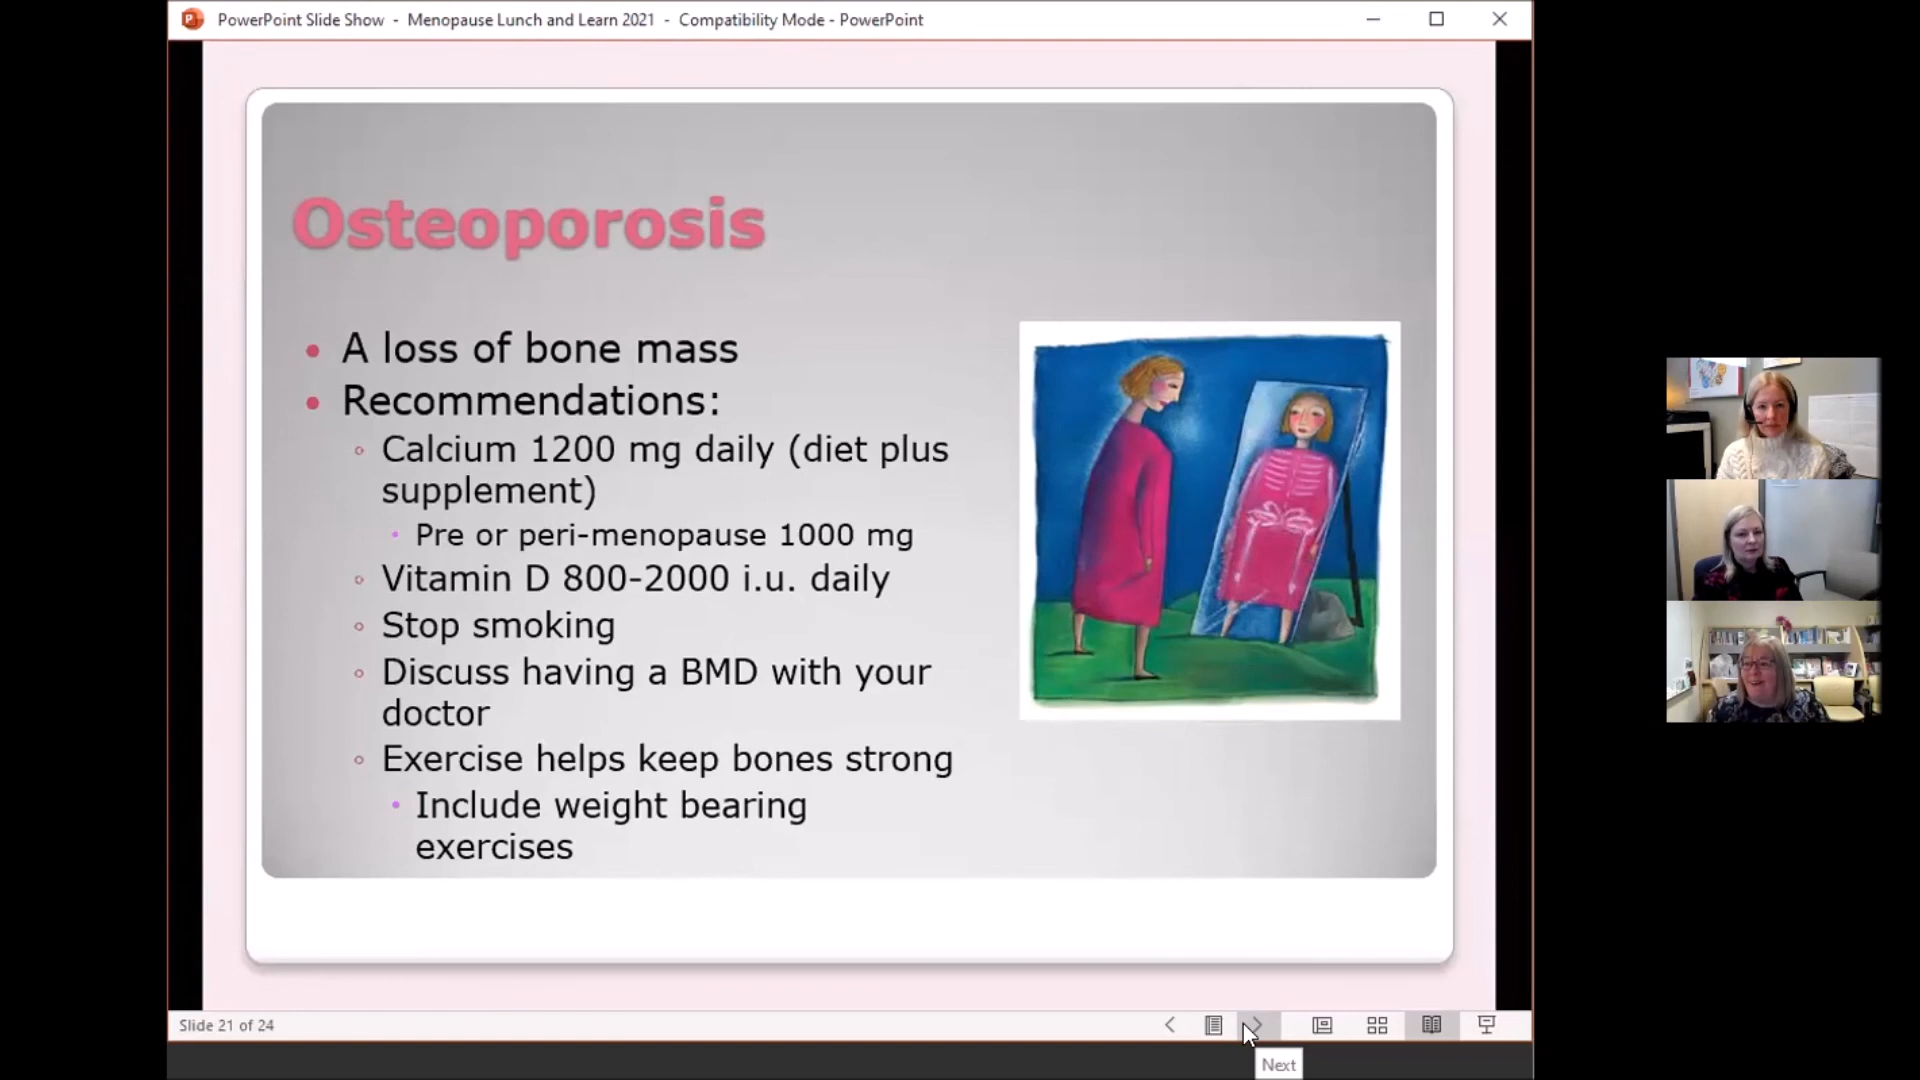 PowerPoint Slide Show - Menopause Lunch and Learn 2021 - Compatibility Mode - PowerPoint
Osteoporosis
• A loss of bone mass
• Recommendations:
◦ Calcium 1200 mg daily (diet plus
supplement)
• Pre or peri-menopause 1000 mg
◦ Vitamin D 800-2000 i.u. daily
◦ Stop smoking
◦ Discuss having a BMD with your
doctor
◦ Exercise helps keep bones strong
• Include weight bearing
exercises
Slide 21 of 24
Next